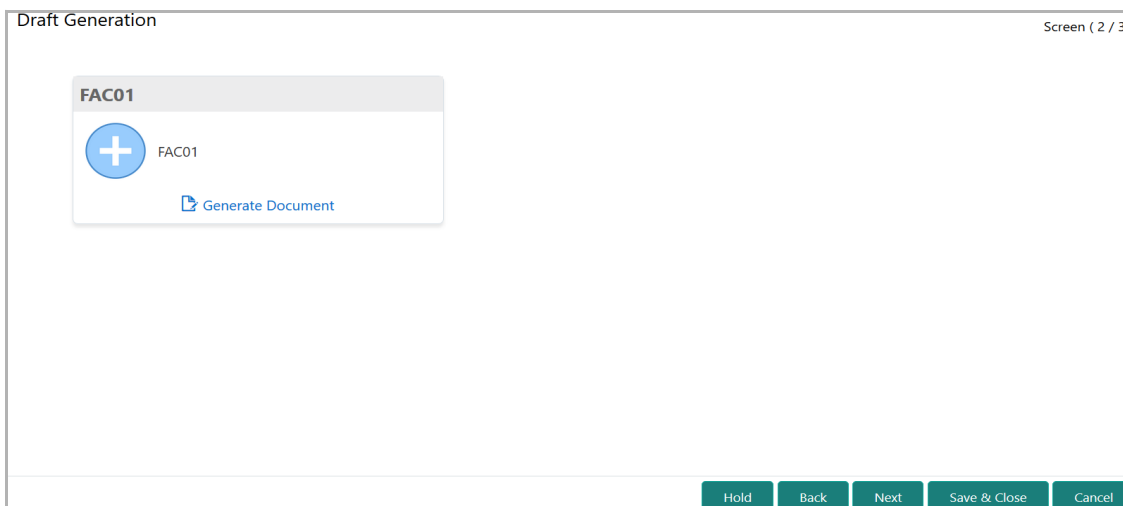 Draft Generation
Screen ( 2 / 3
FAC01
FAC01
Generate Document
Hold Back Next Save & Close Cancel